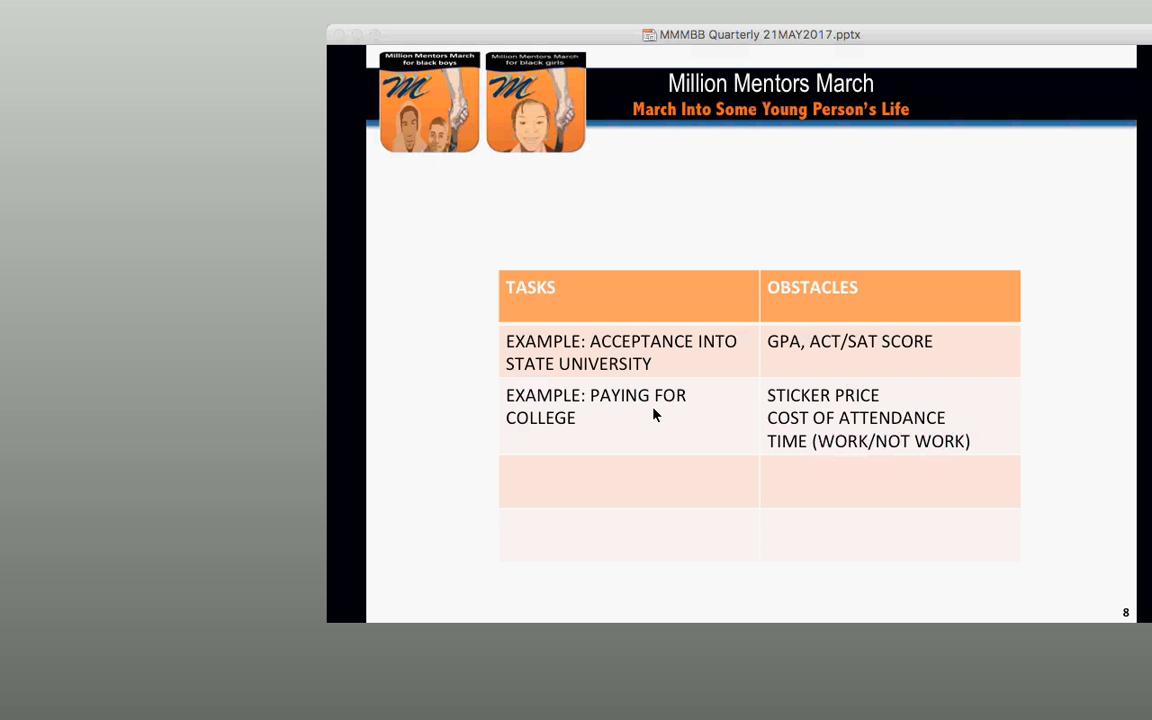 MMMBB Quarterly 21MAY2017.pptx
Million Mentors March
for black boys
Million Mentors March
for black girls
Million Mentors March
March Into Some Young Person's Life
TASKS
OBSTACLES
EXAMPLE: ACCEPTANCE INTO
STATE UNIVERSITY
GPA, ACT/SAT SCORE
EXAMPLE: PAYING FOR
COLLEGE
STICKER PRICE
COST OF ATTENDANCE
TIME (WORK/NOT WORK)
8